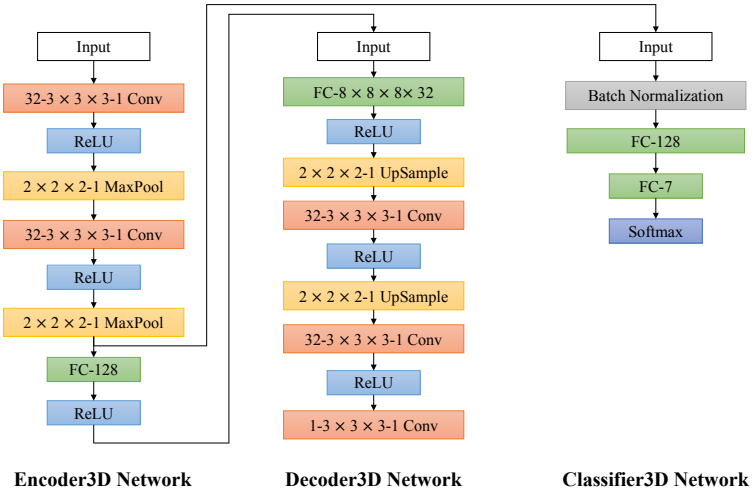 Input
32-3 × 3 × 3-1 Conv
ReLU
2 × 2 × 2-1 MaxPool
32-3 × 3 × 3-1 Conv
ReLU
2 × 2 × 2-1 MaxPool
FC-128
ReLU
Encoder3D Network
Input
FC-8 × 8 × 8× 32
ReLU
2 × 2 × 2-1 UpSample
32-3 × 3 × 3-1 Conv
ReLU
2 × 2 × 2-1 UpSample
32-3 × 3 × 3-1 Conv
ReLU
1-3 × 3 × 3-1 Conv
Decoder3D Network
Input
Batch Normalization
FC-128
FC-7
Softmax
Classifier3D Network